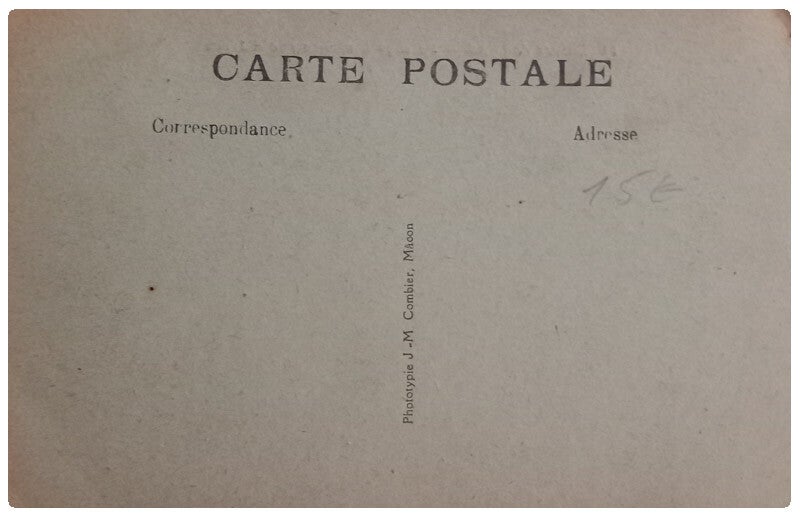 CARTE POSTALE
Correspondance.
Adresse
15€
Phototypie J.-M Combier, Mâcon